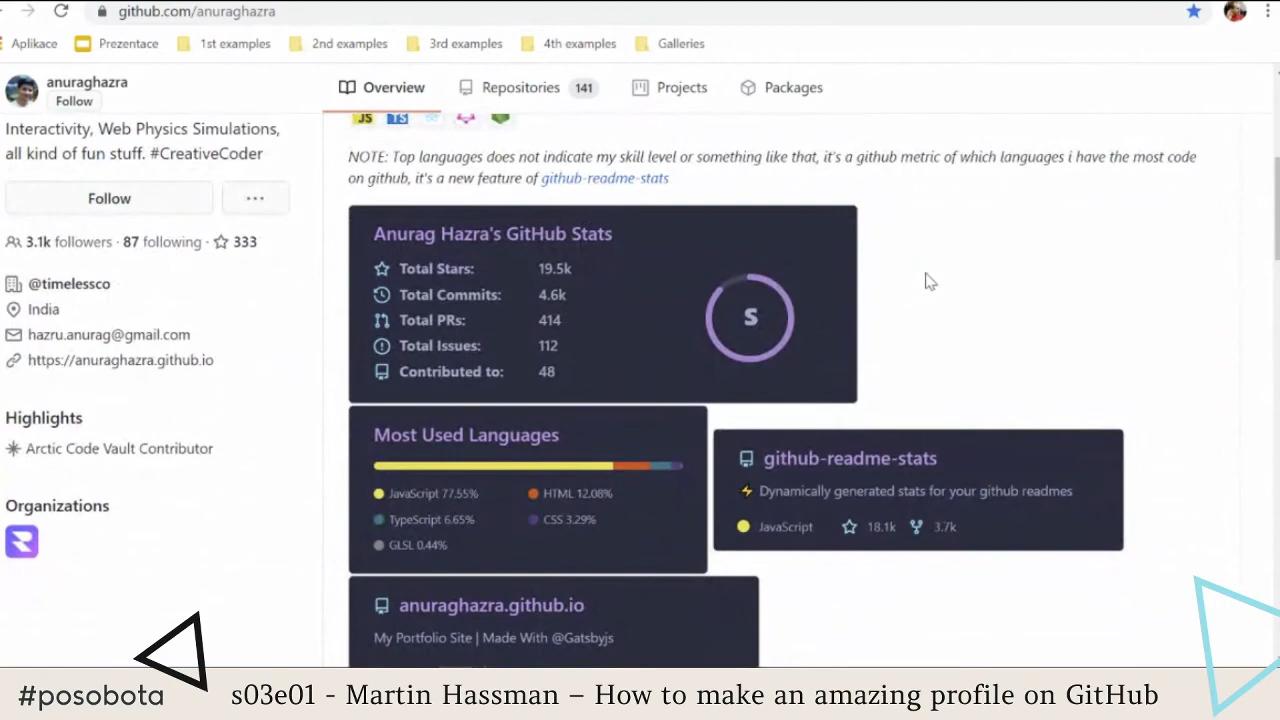 github.com/anuraghazra
Aplikace
Prezentace
1st examples
2nd examples
3rd examples
4th examples
Galleries
anuraghazra
Follow
Overview
Repositories 141
Projects
Packages
Interactivity, Web Physics Simulations,
all kind of fun stuff. #CreativeCoder
Follow
...
3.1k followers · 87 following · 333
@timelessco
India
hazru.anurag@gmail.com
https://anuraghazra.github.io
Highlights
Arctic Code Vault Contributor
Organizations
JS TS
NOTE: Top languages does not indicate my skill level or something like that, it's a github metric of which languages i have the most code
on github, it's a new feature of github-readme-stats
Anurag Hazra's GitHub Stats
Total Stars: 19.5k
Total Commits: 4.6k
Total PRs: 414
Total Issues: 112
Contributed to: 48
S
Most Used Languages
JavaScript 77.55% HTML 12.08%
TypeScript 6.65% CSS 3.29%
GLSL 0.44%
github-readme-stats
Dynamically generated stats for your github readmes
JavaScript 18.1k 3.7k
anuraghazra.github.io
My Portfolio Site | Made With @Gatsbyjs
#posobota s03e01 - Martin Hassman – How to make an amazing profile on GitHub